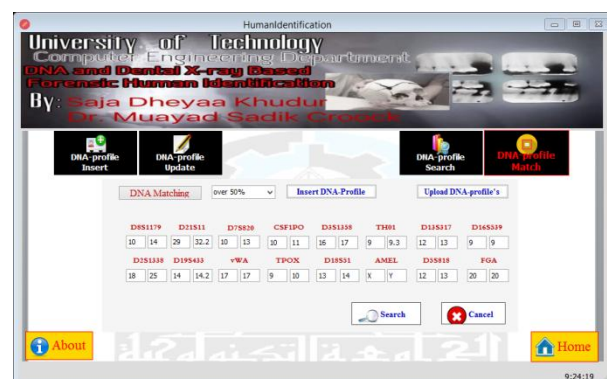 HumanIdentification
University of Technology
Computer Engineering Department
DNA and Dental X-ray Based
Forensic Human Identification
By: Saja Dheyaa Khudur
Dr. Muayad Sadik Croock
DNA-profile Insert
DNA-profile Update
DNA-profile Search
DNA profile Match
DNA Matching over 50% Insert DNA-Profile Upload DNA-profile's
D8S1179 D21S11 D7S820 CSF1PO D3S1358 TH01 D13S317 D16S539
10 14 29 32.2 10 13 10 11 16 17 9 9.3 12 13 9 9
D2S1338 D19S433 vWA TPOX D18S51 AMEL D5S818 FGA
18 25 14 14.2 17 17 9 10 13 14 X Y 12 13 20 20
Search Cancel
About Home
9:24:19